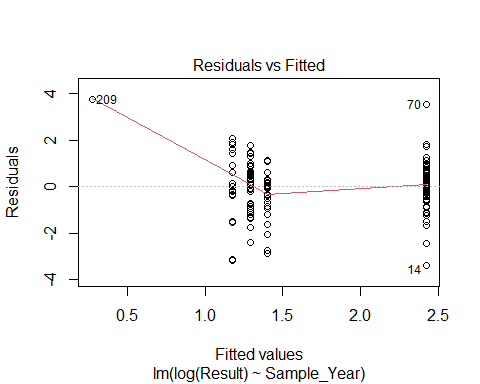 Residuals vs Fitted
Residuals
4
2
0
-2
-4
209
70
14
0.5 1.0 1.5 2.0 2.5
Fitted values
lm(log(Result) ~ Sample_Year)